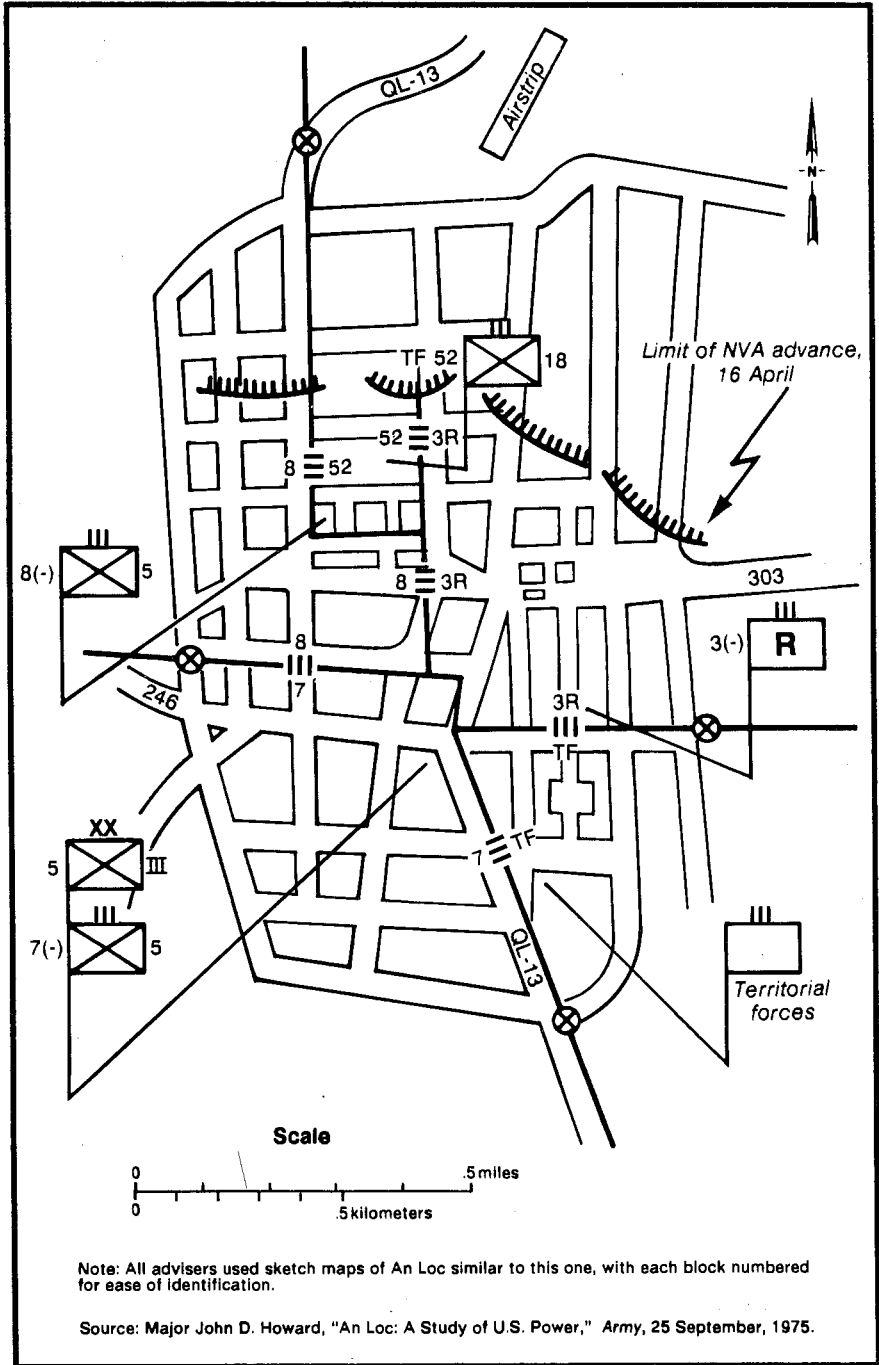 QL-13
Airstrip
N
Limit of NVA advance,
16 April
TF 52
18
52 3R
8 52
8(-) 5
8 3R
303
3(-) R
8
7
246
3R
TF
XX
5 III
7 TF
7(-) 5
QL-13
Territorial
forces
Scale
0 .5 miles
0 .5 kilometers
Note: All advisers used sketch maps of An Loc similar to this one, with each block numbered
for ease of identification.
Source: Major John D. Howard, "An Loc: A Study of U.S. Power," Army, 25 September, 1975.